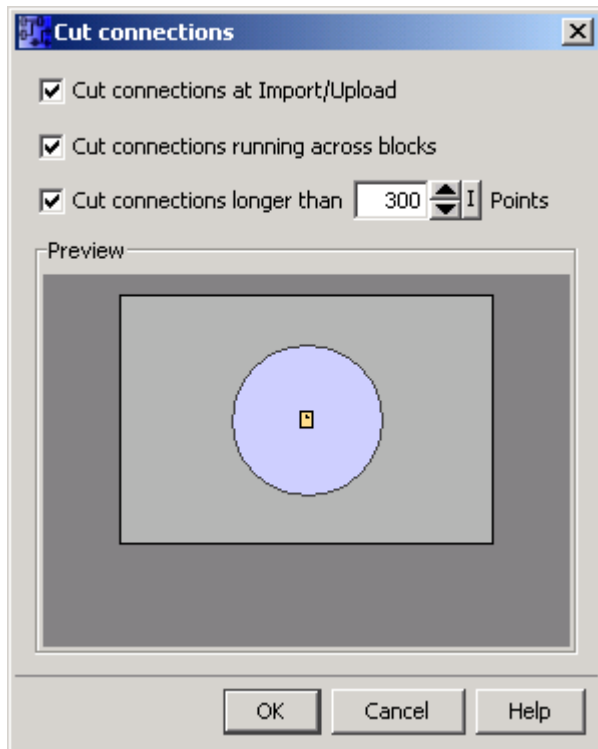 Cut connections
Cut connections at Import/Upload
Cut connections running across blocks
Cut connections longer than 300 I Points
Preview
OK Cancel Help